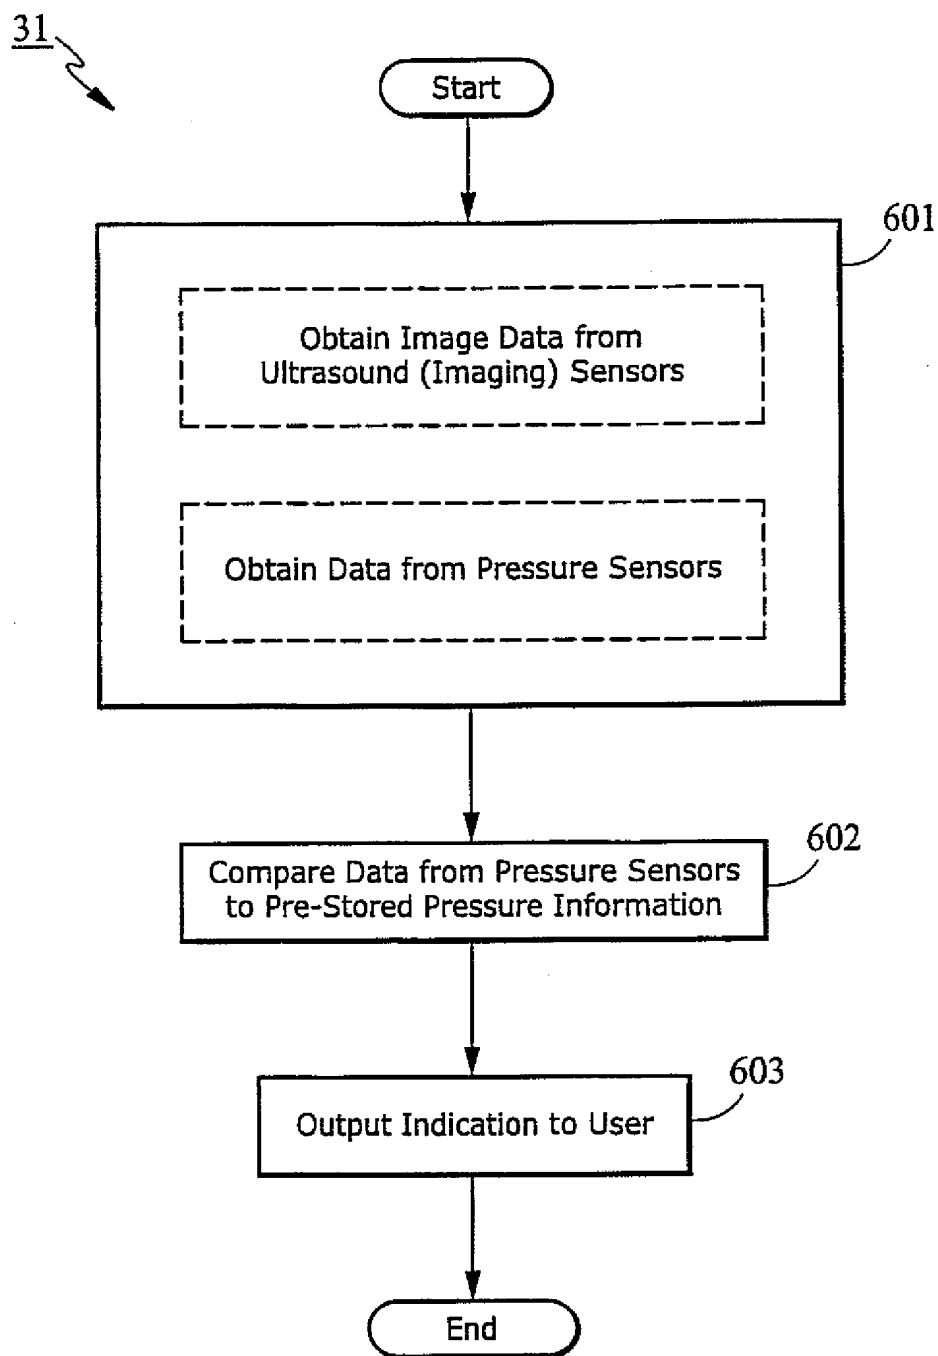 31
Start
601
Obtain Image Data from
Ultrasound (Imaging) Sensors
Obtain Data from Pressure Sensors
602
Compare Data from Pressure Sensors
to Pre-Stored Pressure Information
603
Output Indication to User
End